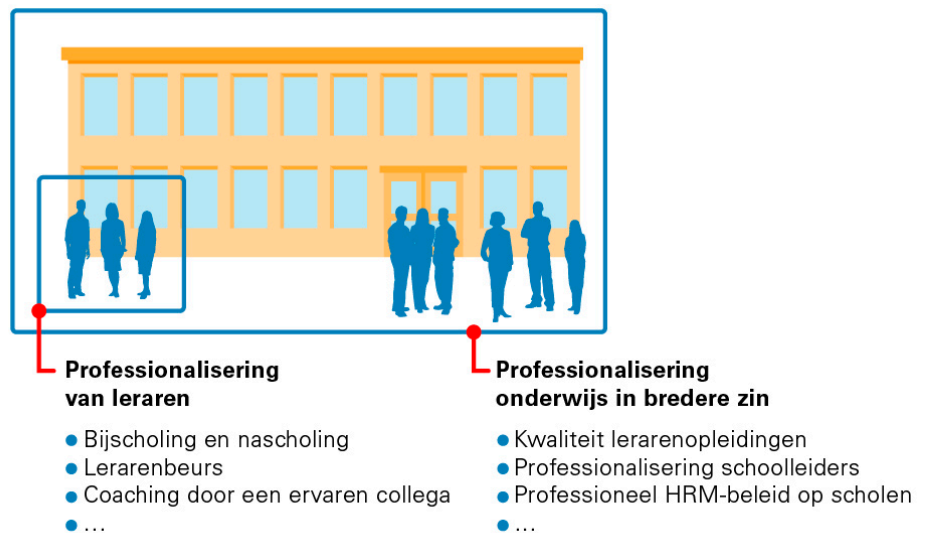 Professionalisering
van leraren
• Bijscholing en nascholing
• Lerarenbeurs
• Coaching door een ervaren collega
• ...
Professionalisering
onderwijs in bredere zin
• Kwaliteit lerarenopleidingen
• Professionalisering schoolleiders
• Professioneel HRM-beleid op scholen
• ...